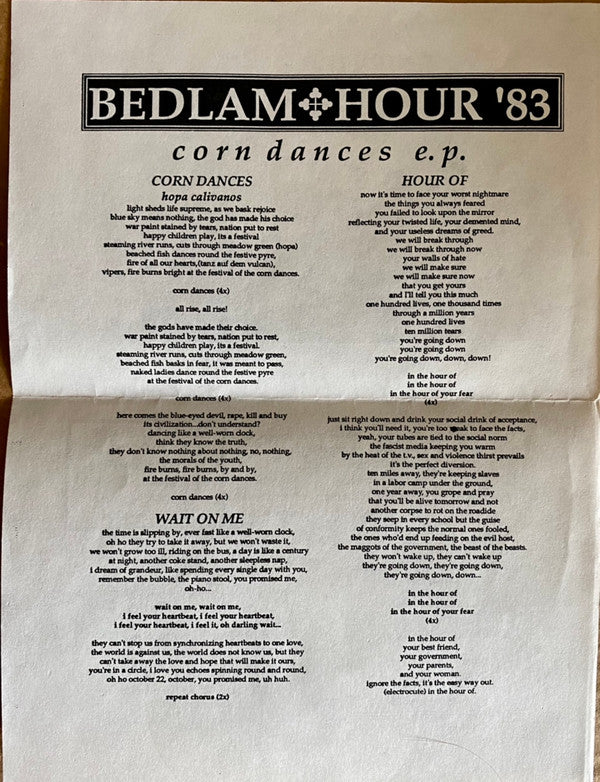 BEDLAM HOUR '83
corn dances e.p.
CORN DANCES
hopa calivanos
light sheds life supreme, as we bask rejoice
blue sky means nothing, the god has made his choice
war paint stained by tears, nation put to rest
happy children play, its a festival
steaming river runs, cuts through meadow green (hopa)
beached fish dances round the festive pyre,
fire of all our hearts,(tanz auf dem vulcan),
vipers, fire burns bright at the festival of the corn dances.
corn dances (4x)
all rise, all rise!
the gods have made their choice.
war paint stained by tears, nation put to rest,
happy children play, its a festival.
steaming river runs, cuts through meadow green,
beached fish basks in fear, it was meant to pass,
naked ladies dance round the festive pyre
at the festival of the corn dances.
corn dances (4x)
here comes the blue-eyed devil, rape, kill and buy
its civilization...don't understand?
dancing like a well-worn clock,
think they know the truth,
they don't know nothing about nothing, no, nothing,
the morals of the youth,
fire burns, fire burns, by and by,
at the festival of the corn dances.
corn dances (4x)
WAIT ON ME
the time is slipping by, ever fast like a well-worn clock,
oh ho they try to take it away, but we won't waste it,
we won't grow too ill, riding on the bus, a day is like a century
at night, another coke stand, another sleepless nap,
i dream of grandeur, like spending every single day with you,
remember the bubble, the piano stool, you promised me,
oh-ho...
wait on me, wait on me,
i feel your heartbeat, i feel your heartbeat,
i feel your heartbeat, i feel it, oh darling wait...
they can't stop us from synchronizing heartbeats to one love,
the world is against us, the world does not know us, but they
can't take away the love and hope that will make it ours,
you're in a circle, i love you echoes spinning round and round,
oh ho october 22, october, you promised me, uh huh.
repeat chorus (2x)
HOUR OF
now it's time to face your worst nightmare
the things you always feared
you failed to look upon the mirror
reflecting your twisted life, your demented mind,
and your useless dreams of greed.
we will break through
we will break through now
your walls of hate
we will make sure
we will make sure now
that you get yours
and I'll tell you this much
one hundred lives, one thousand times
through a million years
one hundred lives
ten million tears
you're going down
you're going down
you're going down, down, down!
in the hour of
in the hour of
in the hour of your fear
(4x)
just sit right down and drink your social drink of acceptance,
i think you'll need it, you're too weak to face the facts,
yeah, your tubes are tied to the social norm
the fascist media keeping you warm
by the heat of the t.v., sex and violence thirst prevails
it's the perfect diversion.
ten miles away, they're keeping slaves
in a labor camp under the ground,
one year away, you grope and pray
that you'll be alive tomorrow and not
another corpse to rot on the roadside
they seep in every school but the guise
of conformity keeps the normal ones fooled,
the ones who'd end up feeding on the evil host,
the maggots of the government, the beast of the beasts.
they won't wake up, they can't wake up
they're going down, they're going down,
they're going down, down...
in the hour of
in the hour of
in the hour of your fear
(4x)
in the hour of
your best friend,
your government,
your parents,
and your woman.
ignore the facts, it's the easy way out.
(electrocute) in the hour of.